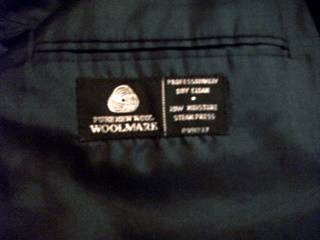 PURE NEW WOOL
WOOLMARK
PROFESSIONALLY
DRY CLEAN
LOW MOISTURE
STEAM PRESS